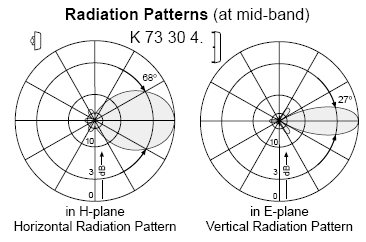 Radiation Patterns (at mid-band)
K 73 30 4.
68°
10
3
dB
0
in H-plane
Horizontal Radiation Pattern
27°
10
3
dB
0
in E-plane
Vertical Radiation Pattern